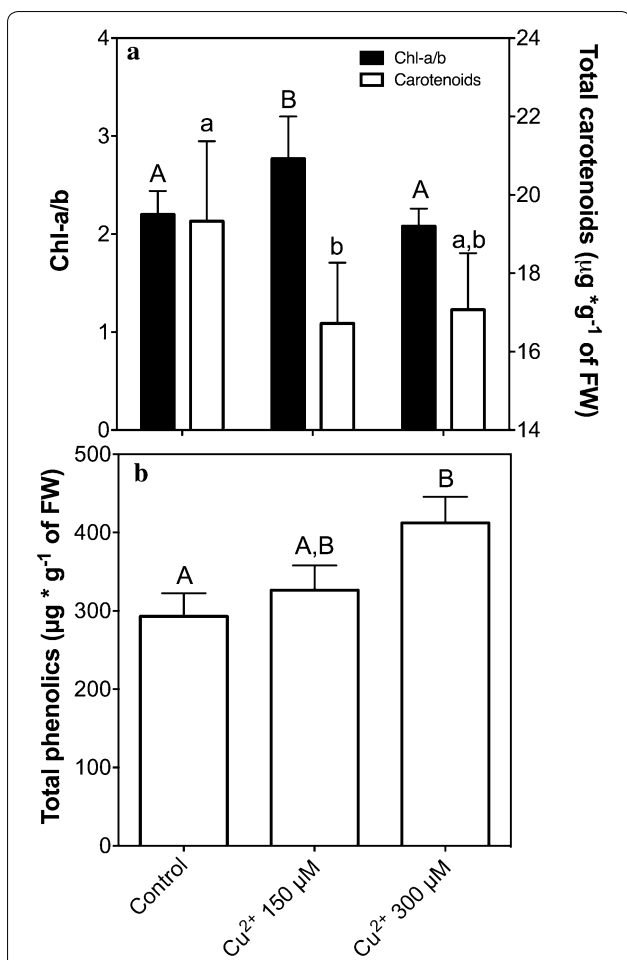 a
Chl-a/b
Carotenoids
Chl-a/b
4
3
2
1
0
A
a
B
b
A
a,b
24
22
20
18
16
14
Total carotenoids (µg *g-1 of FW)
b
Total phenolics (µg * g-1 of FW)
500
400
300
200
100
0
A
A,B
B
Control
Cu2+ 150 µM
Cu2+ 300 µM